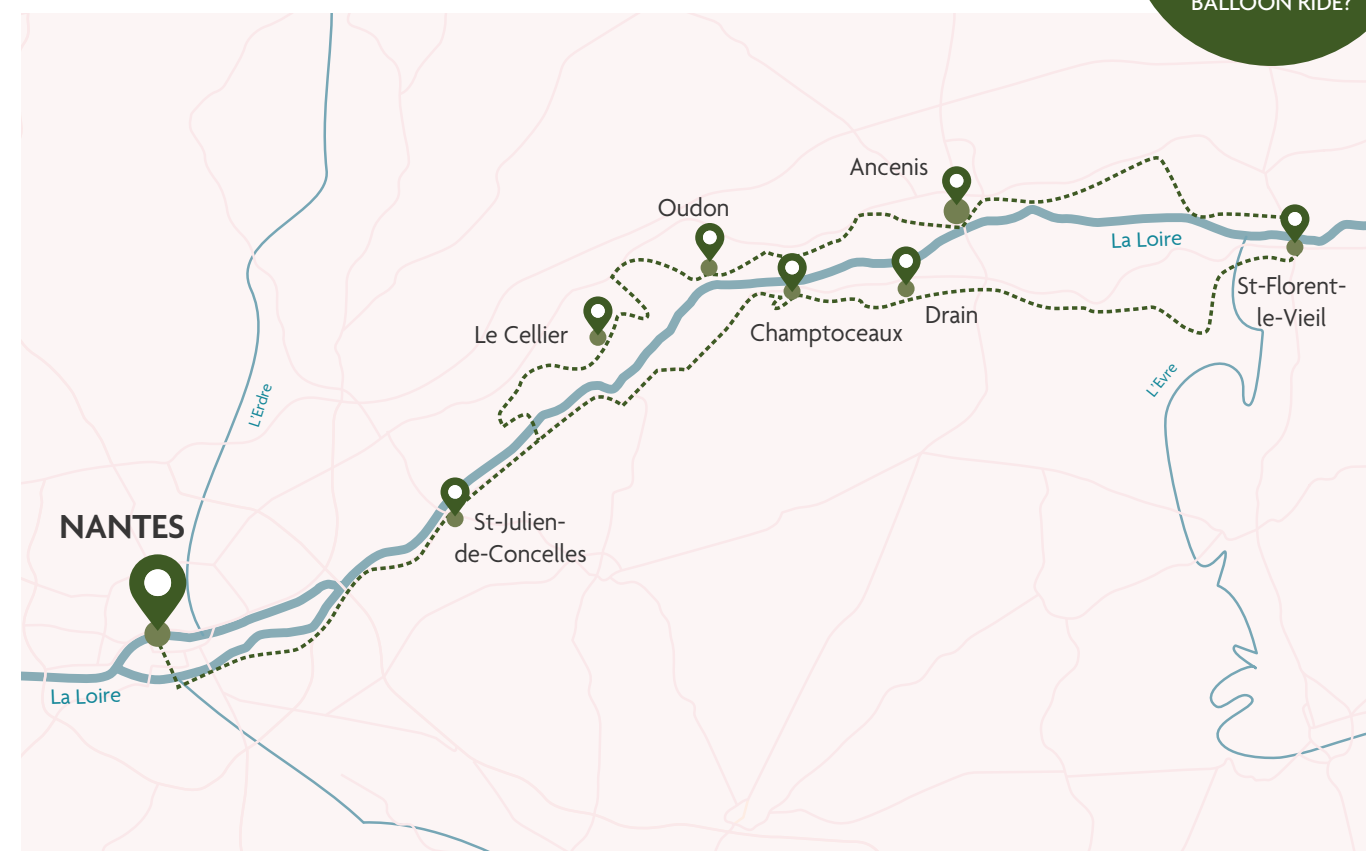 BALLOON RIDE?
Ancenis
Oudon
La Loire
St-Florent-
le-Vieil
Drain
Champtoceaux
Le Cellier
L'Evre
L'Erdre
NANTES
St-Julien-
de-Concelles
La Loire